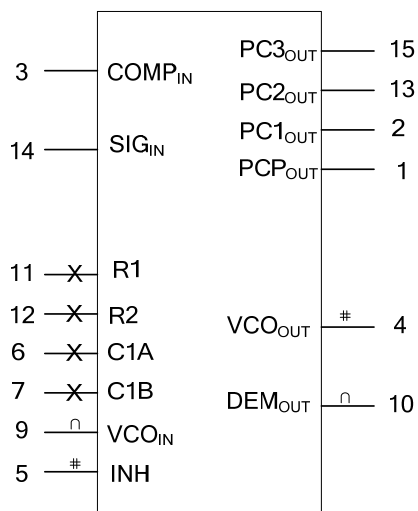 PC3OUT 15
3 COMPIN
PC2OUT 13
PC1OUT 2
14 SIGIN
PCPOUT 1
11 X R1
12 X R2
VCOOUT # 4
6 X C1A
7 X C1B
DEMOUT ∩ 10
9 ∩ VCOIN
5 # INH